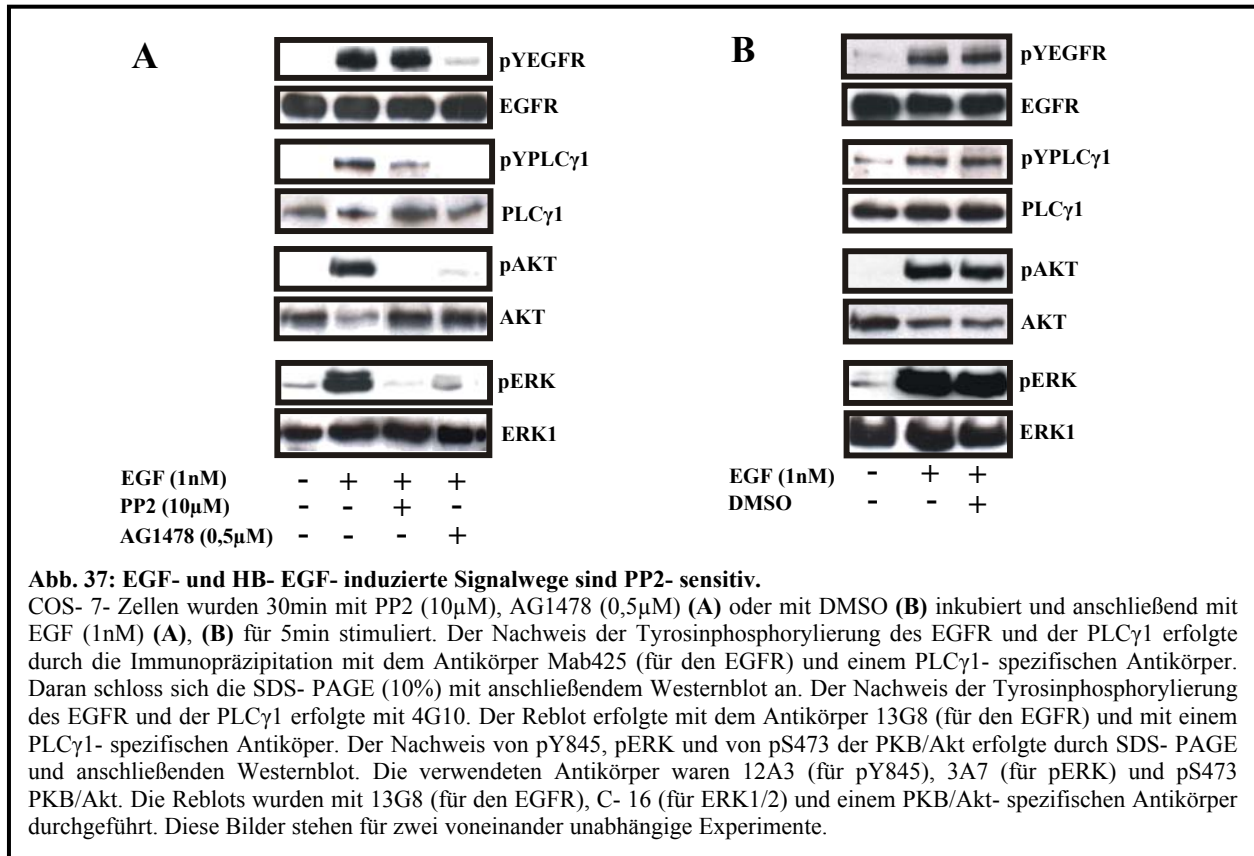 A
pYEGFR
EGFR
pYPLCγ1
PLCγ1
pAKT
AKT
pERK
ERK1
EGF (1nM) - + + +
PP2 (10µM) - - + -
AG1478 (0,5µM) - - - +
B
pYEGFR
EGFR
pYPLCγ1
PLCγ1
pAKT
AKT
pERK
ERK1
EGF (1nM) - + +
DMSO - - +
Abb. 37: EGF- und HB- EGF- induzierte Signalwege sind PP2- sensitiv.
COS- 7- Zellen wurden 30min mit PP2 (10µM), AG1478 (0,5µM) (A) oder mit DMSO (B) inkubiert und anschließend mit
EGF (1nM) (A), (B) für 5min stimuliert. Der Nachweis der Tyrosinphosphorylierung des EGFR und der PLCγ1 erfolgte
durch die Immunopräzipitation mit dem Antikörper Mab425 (für den EGFR) und einem PLCγ1- spezifischen Antikörper.
Daran schloss sich die SDS- PAGE (10%) mit anschließendem Westernblot an. Der Nachweis der Tyrosinphosphorylierung
des EGFR und der PLCγ1 erfolgte mit 4G10. Der Reblot erfolgte mit dem Antikörper 13G8 (für den EGFR) und mit einem
PLCγ1- spezifischen Antiköper. Der Nachweis von pY845, pERK und von pS473 der PKB/Akt erfolgte durch SDS- PAGE
und anschließenden Westernblot. Die verwendeten Antikörper waren 12A3 (für pY845), 3A7 (für pERK) und pS473
PKB/Akt. Die Reblots wurden mit 13G8 (für den EGFR), C- 16 (für ERK1/2) und einem PKB/Akt- spezifischen Antikörper
durchgeführt. Diese Bilder stehen für zwei voneinander unabhängige Experimente.